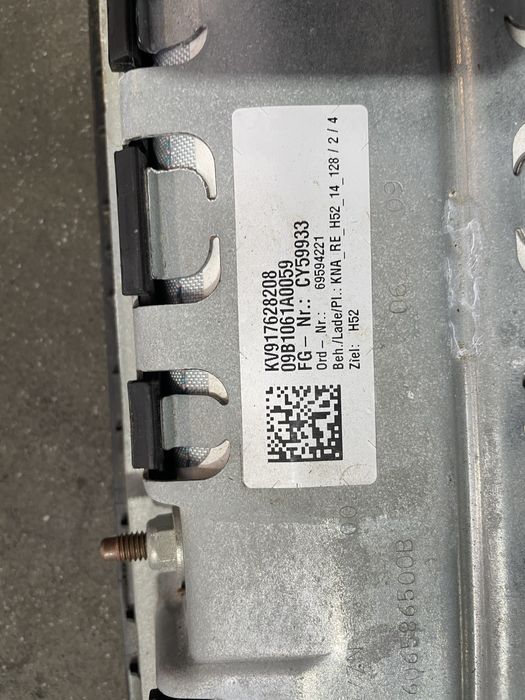 KV917628208
09B1061A0059
FG – Nr.: CY59933
Ord – Nr.: 69594221
Beh./Lade/Pl.: KNA_RE_H52_14_128 / 2 / 4
Ziel: H52